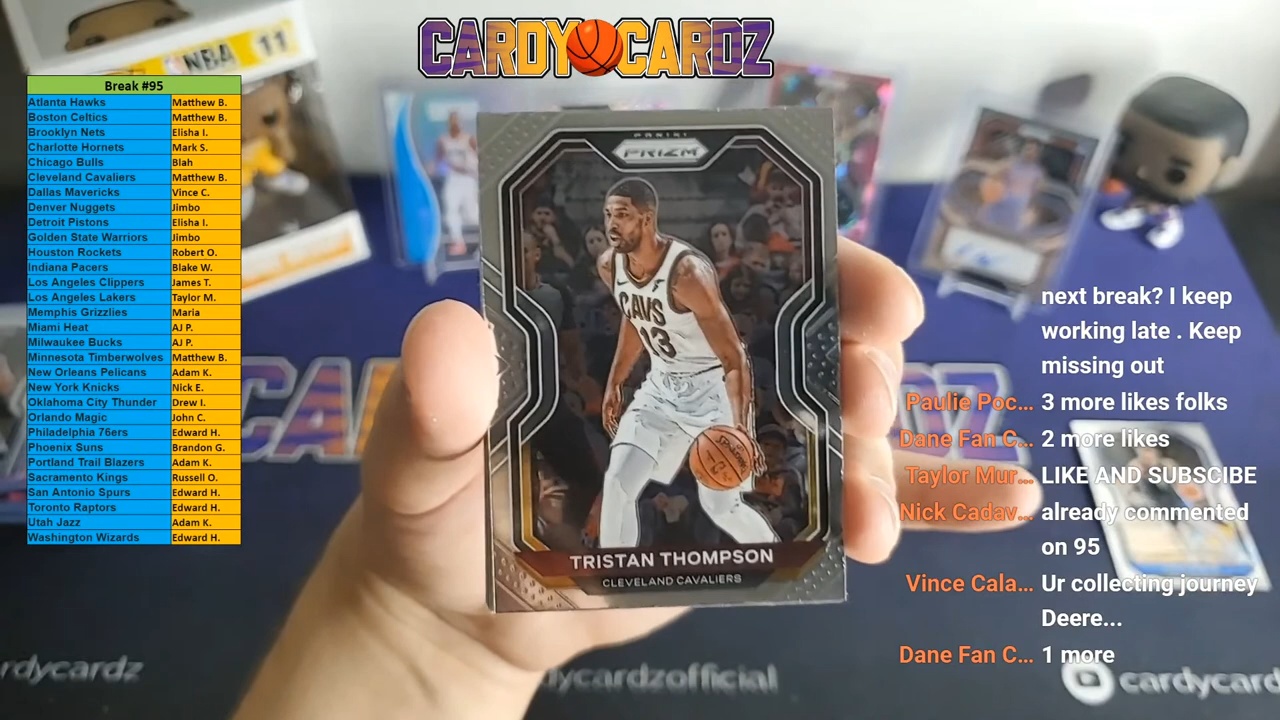 CARDY CARDZ
NBA 11
Break #95
Atlanta Hawks Matthew B.
Boston Celtics Matthew B.
Brooklyn Nets Elisha I.
Charlotte Hornets Mark S.
Chicago Bulls Blah
Cleveland Cavaliers Matthew B.
Dallas Mavericks Vince C.
Denver Nuggets Jimbo
Detroit Pistons Elisha I.
Golden State Warriors Jimbo
Houston Rockets Robert O.
Indiana Pacers Blake W.
Los Angeles Clippers James T.
Los Angeles Lakers Taylor M.
Memphis Grizzlies Maria
Miami Heat AJ P.
Milwaukee Bucks AJ P.
Minnesota Timberwolves Matthew B.
New Orleans Pelicans Adam K.
New York Knicks Nick E.
Oklahoma City Thunder Drew I.
Orlando Magic John C.
Philadelphia 76ers Edward H.
Phoenix Suns Brandon G.
Portland Trail Blazers Adam K.
Sacramento Kings Russell O.
San Antonio Spurs Edward H.
Toronto Raptors Edward H.
Utah Jazz Adam K.
Washington Wizards Edward H.
PANINI
PRIZM
CAVS
13
SPALDING
TRISTAN THOMPSON
CLEVELAND CAVALIERS
next break? I keep
working late . Keep
missing out
Paulie Poc... 3 more likes folks
Dane Fan C... 2 more likes
Taylor Mur... LIKE AND SUBSCIBE
Nick Cadav... already commented
on 95
Vince Cala... Ur collecting journey
Deere...
Dane Fan C... 1 more
rdycardz
ycardzofficial
cardycard